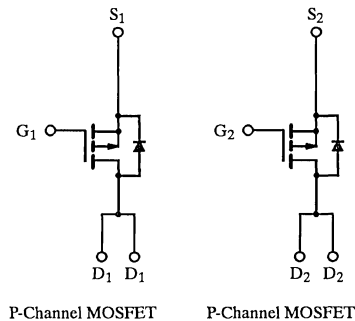 S1 S2
G1 G2
D1 D1 D2 D2
P-Channel MOSFET P-Channel MOSFET